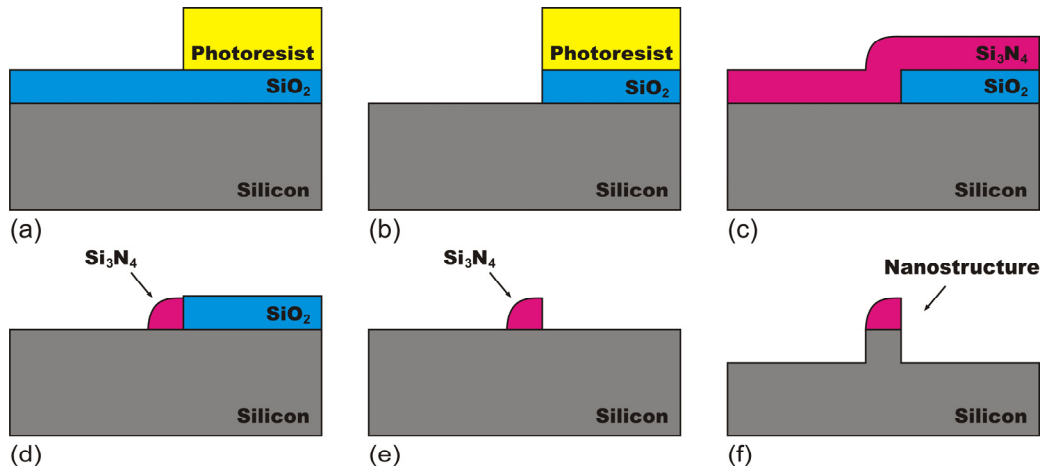 Photoresist
SiO₂
Silicon
(a)
Photoresist
SiO₂
Silicon
(b)
Si₃N₄
SiO₂
Silicon
(c)
Si₃N₄
SiO₂
Silicon
(d)
Si₃N₄
Silicon
(e)
Nanostructure
Silicon
(f)